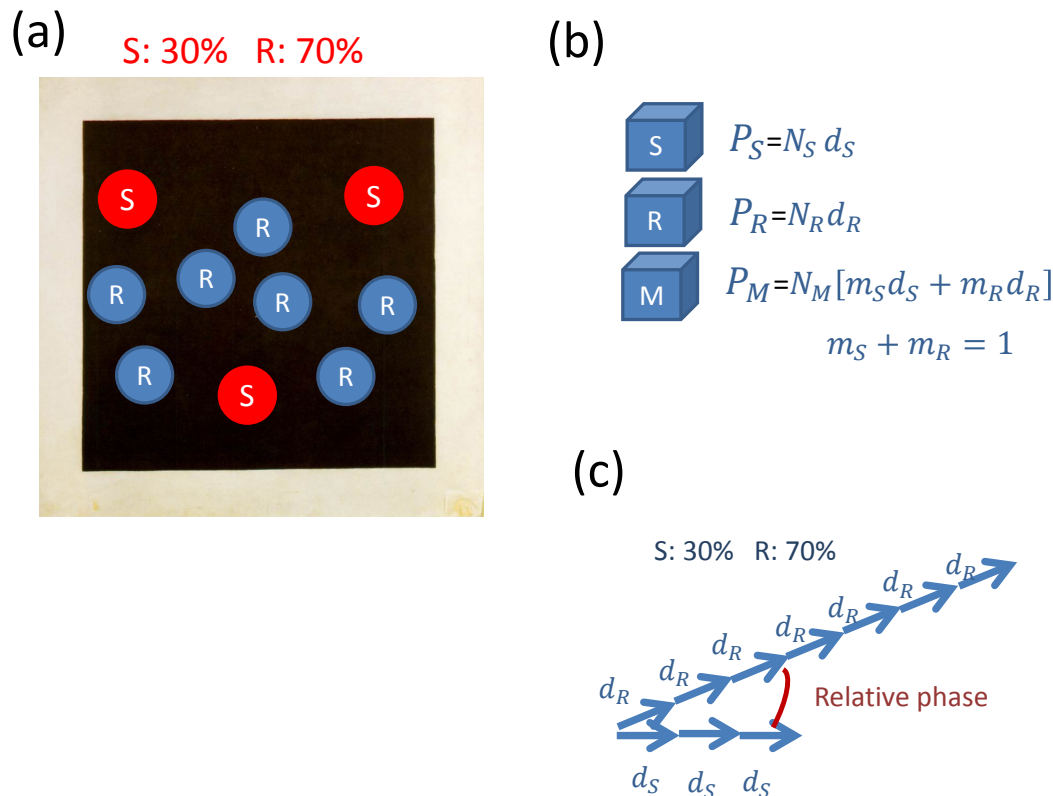 (a)
S: 30% R: 70%
S
S
R
R
R
R
R
R
R
S
(b)
S
P_S=N_S d_S
R
P_R=N_R d_R
M
P_M=N_M[m_S d_S + m_R d_R]
m_S + m_R = 1
(c)
S: 30% R: 70%
d_R
d_R
d_R
d_R
d_R
d_R
d_R
Relative phase
d_S
d_S
d_S